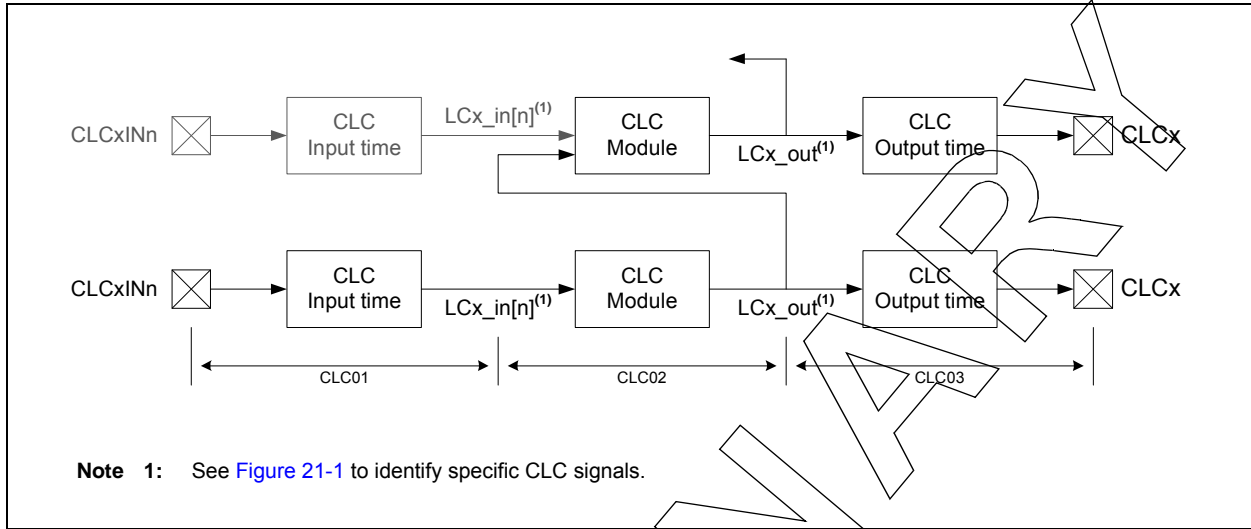 CLCxINn
CLC
Input time
LCx_in[n](1)
CLC
Module
LCx_out(1)
CLC
Output time
CLCx
CLCxINn
CLC
Input time
LCx_in[n](1)
CLC
Module
LCx_out(1)
CLC
Output time
CLCx
CLC01
CLC02
CLC03
Note 1: See Figure 21-1 to identify specific CLC signals.
ARY